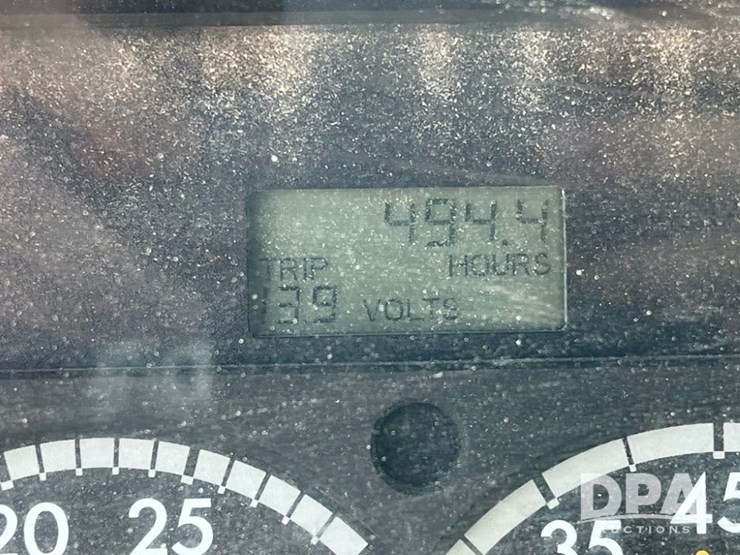 494.4
TRIP HOURS
13.9 VOLTS
20 25 35 45
DPA
AUCTIONS